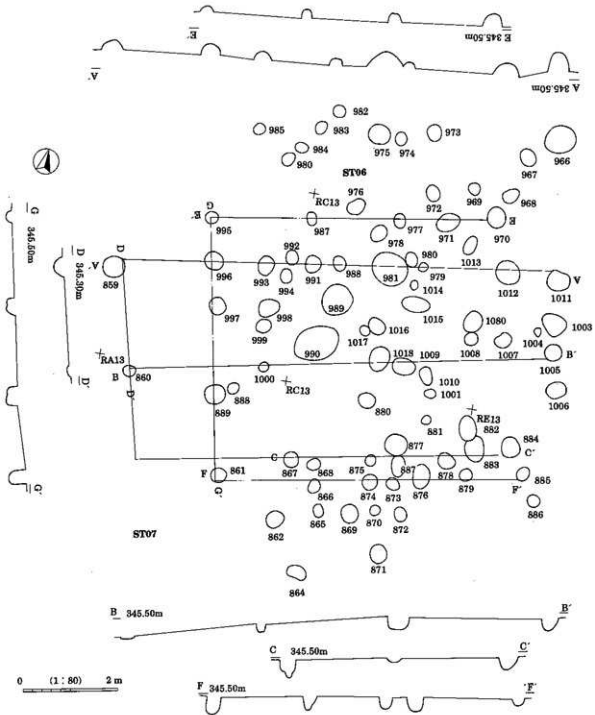 E' E 345.50m
A' A 345.50m
982
985 983 973
984 975 974
980 966
967
ST06
976 RC13 972 969 968
G
E' 987 977 971 970 E
995
978
992 980 1013
D A' 996 993 991 988 981 979 1012 A
859 994 1014 1011
989
997 998 1015
999 1017 1016 1080 1004 1003
1008 1007
990
RA13 1018 1009 1005 B'
B 860 1000
D' 888 RC13 1010
889 1001 1006
880
RE13
881 882
877 884
C 867 868 875 887 878 883 C'
F 861 885
G' 866 874 873 876 879 F'
865 869 870 872 886
862
ST07
871
864
G 345.50m G'
D 345.30m D'
B 345.50m B'
C 345.50m C'
0 (1:80) 2 m
F 345.50m F'